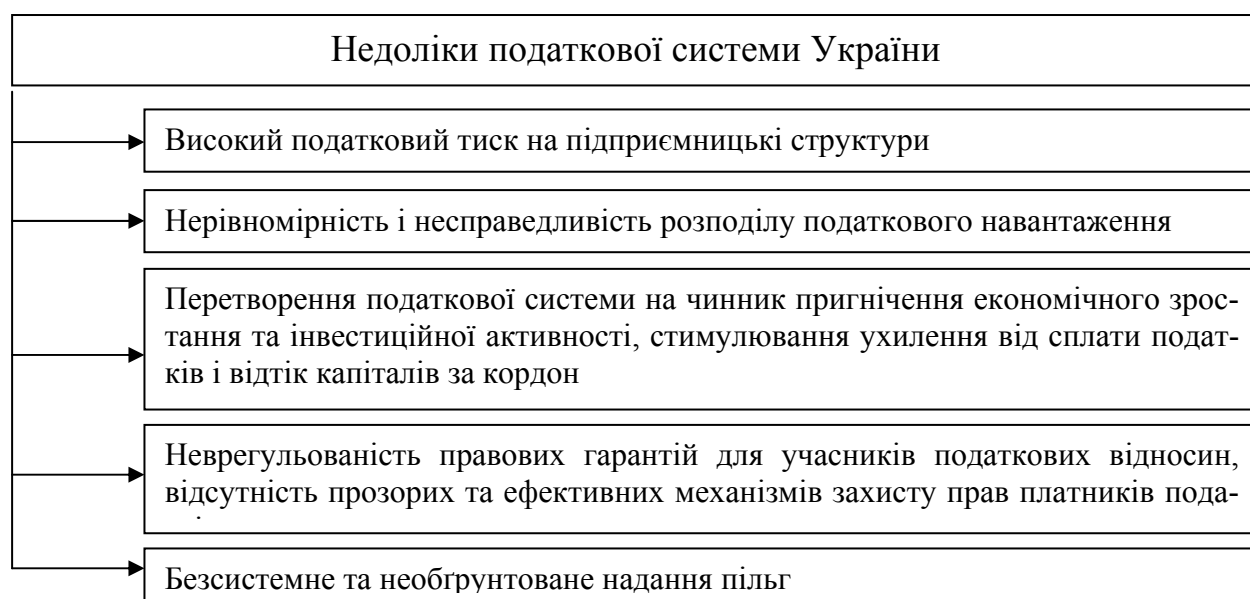 Недоліки податкової системи України
Високий податковий тиск на підприємницькі структури
Нерівномірність і несправедливість розподілу податкового навантаження
Перетворення податкової системи на чинник пригнічення економічного зрос-
тання та інвестиційної активності, стимулювання ухилення від сплати подат-
ків і відтік капіталів за кордон
Неврегульованість правових гарантій для учасників податкових відносин,
відсутність прозорих та ефективних механізмів захисту прав платників пода-
Безсистемне та необґрунтоване надання пільг